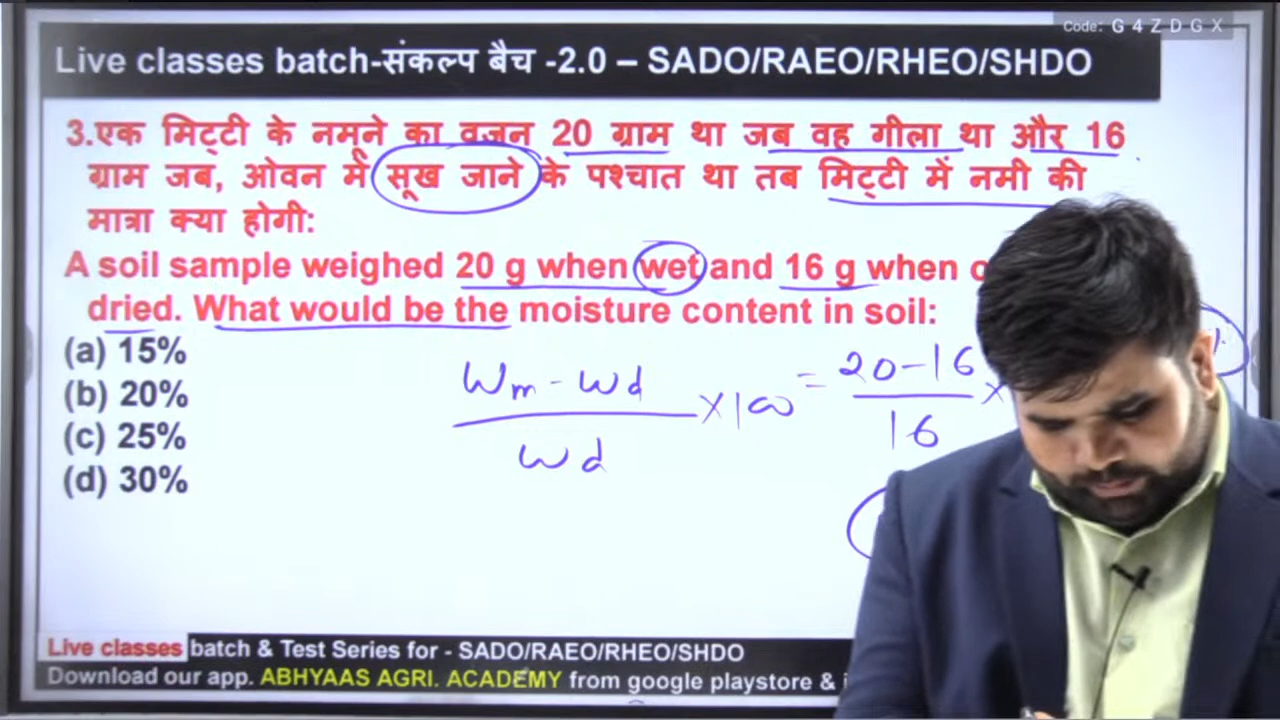 Code: G4ZDGX
Live classes batch-संकल्प बैच -2.0 – SADO/RAEO/RHEO/SHDO
3.एक मिट्टी के नमूने का वजन 20 ग्राम था जब वह गीला था और 16
ग्राम जब, ओवन में सूख जाने के पश्चात था तब मिट्टी में नमी की
मात्रा क्या होगी:
A soil sample weighed 20 g when wet and 16 g when
dried. What would be the moisture content in soil:
(a) 15%
(b) 20%
(c) 25%
(d) 30%
Wm - Wd
Wd
×100 =
20-16
16
×
Live classes batch & Test Series for - SADO/RAEO/RHEO/SHDO
Download our app. ABHYAAS AGRI. ACADEMY from google playstore &